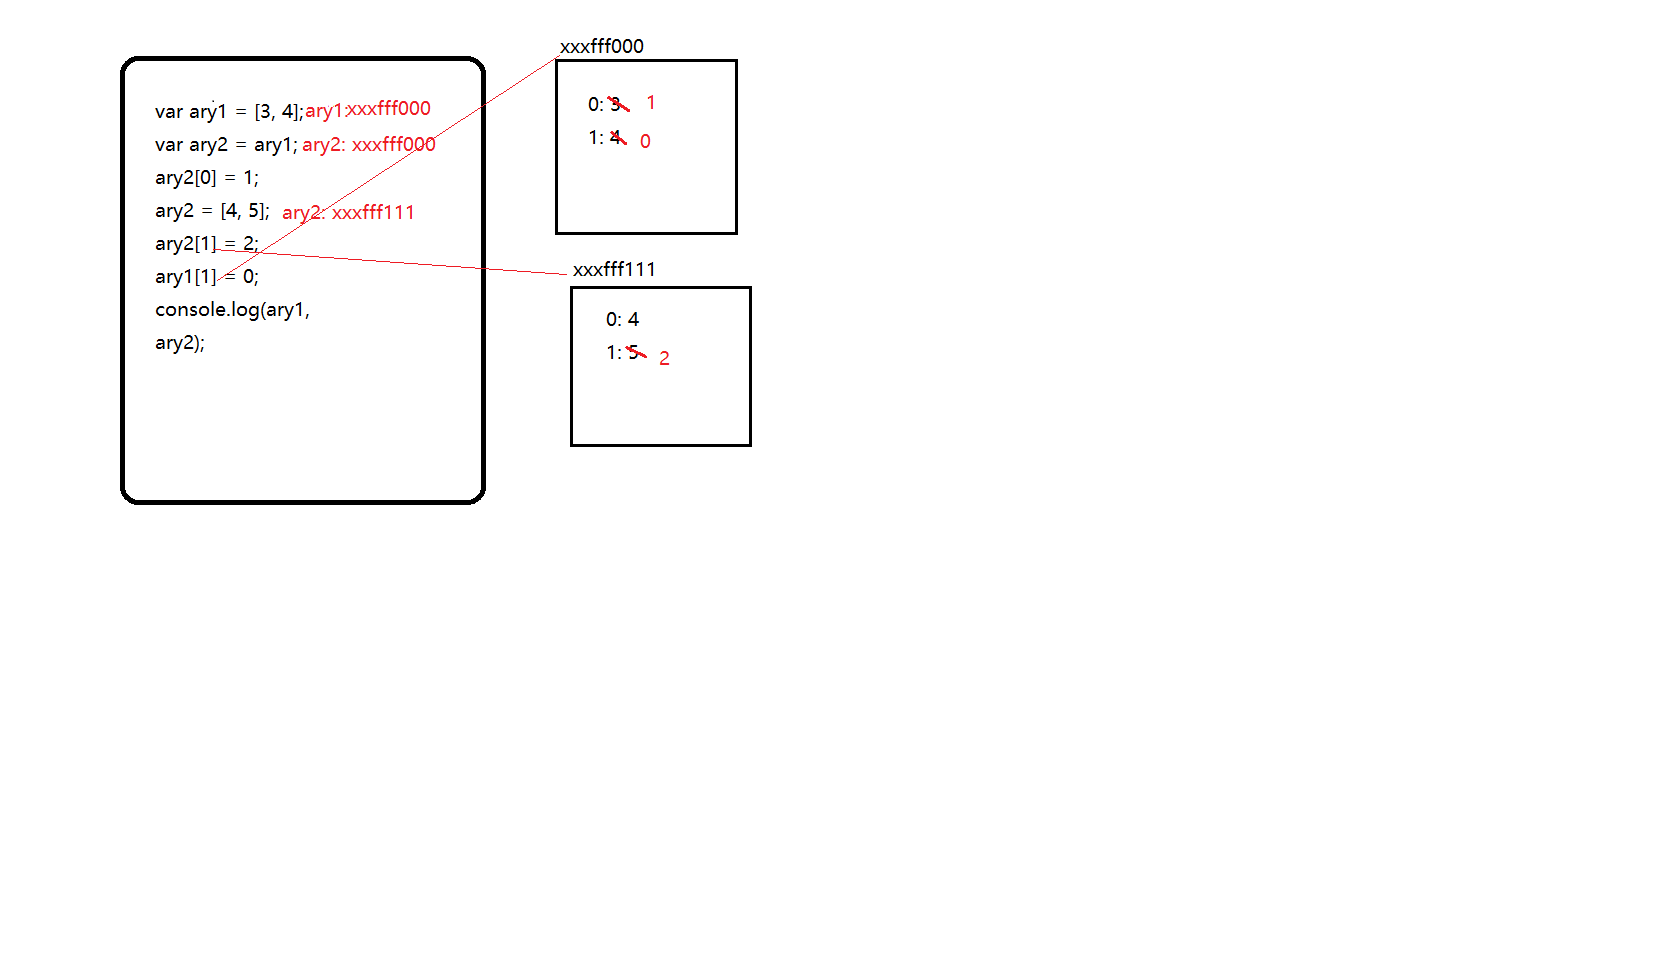 var ary1 = [3, 4];ary1:xxxfff000
var ary2 = ary1; ary2: xxxfff000
ary2[0] = 1;
ary2 = [4, 5]; ary2: xxxfff111
ary2[1] = 2;
ary1[1] = 0;
console.log(ary1,
ary2);
xxxfff000
0: 3 1
1: 4 0
xxxfff111
0: 4
1: 5 2